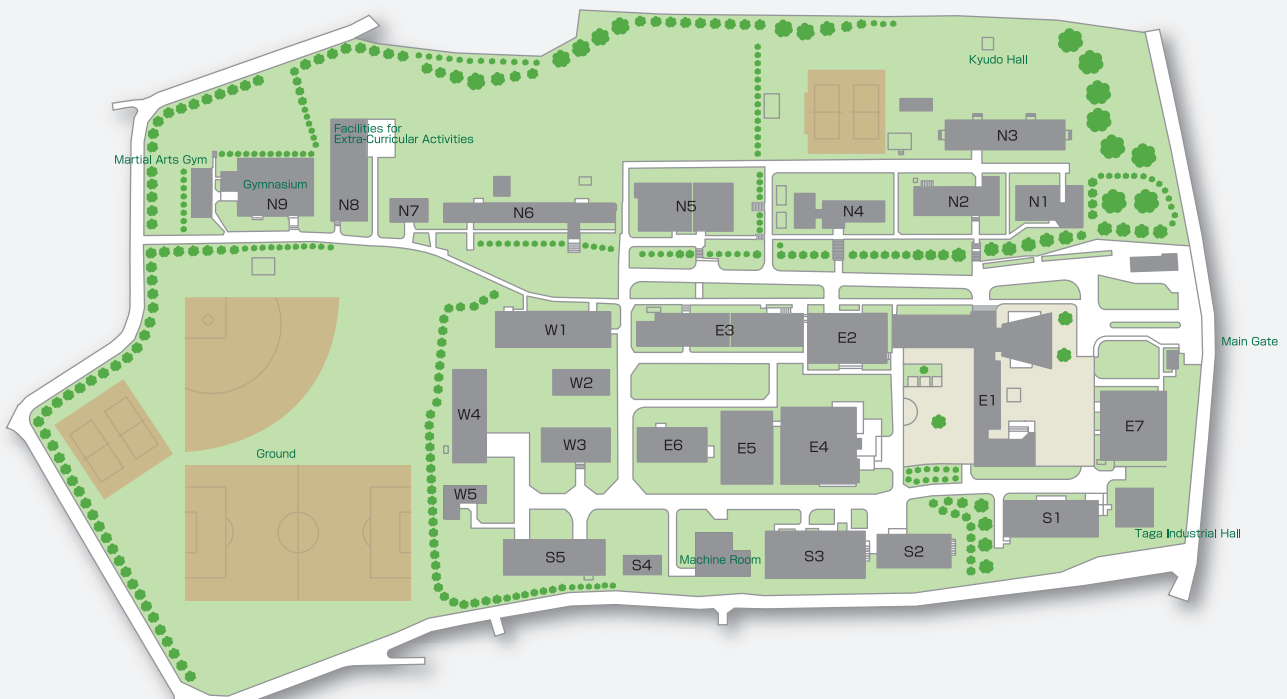 Kyudo Hall
Facilities for
Extra-Curricular Activities
N3
Martial Arts Gym
Gymnasium
N9
N8
N7
N6
N5
N4
N2
N1
W1
E3
E2
Main Gate
W2
W4
W3
E6
E5
E4
E1
E7
Ground
W5
S1
Taga Industrial Hall
S5
S4
Machine Room
S3
S2